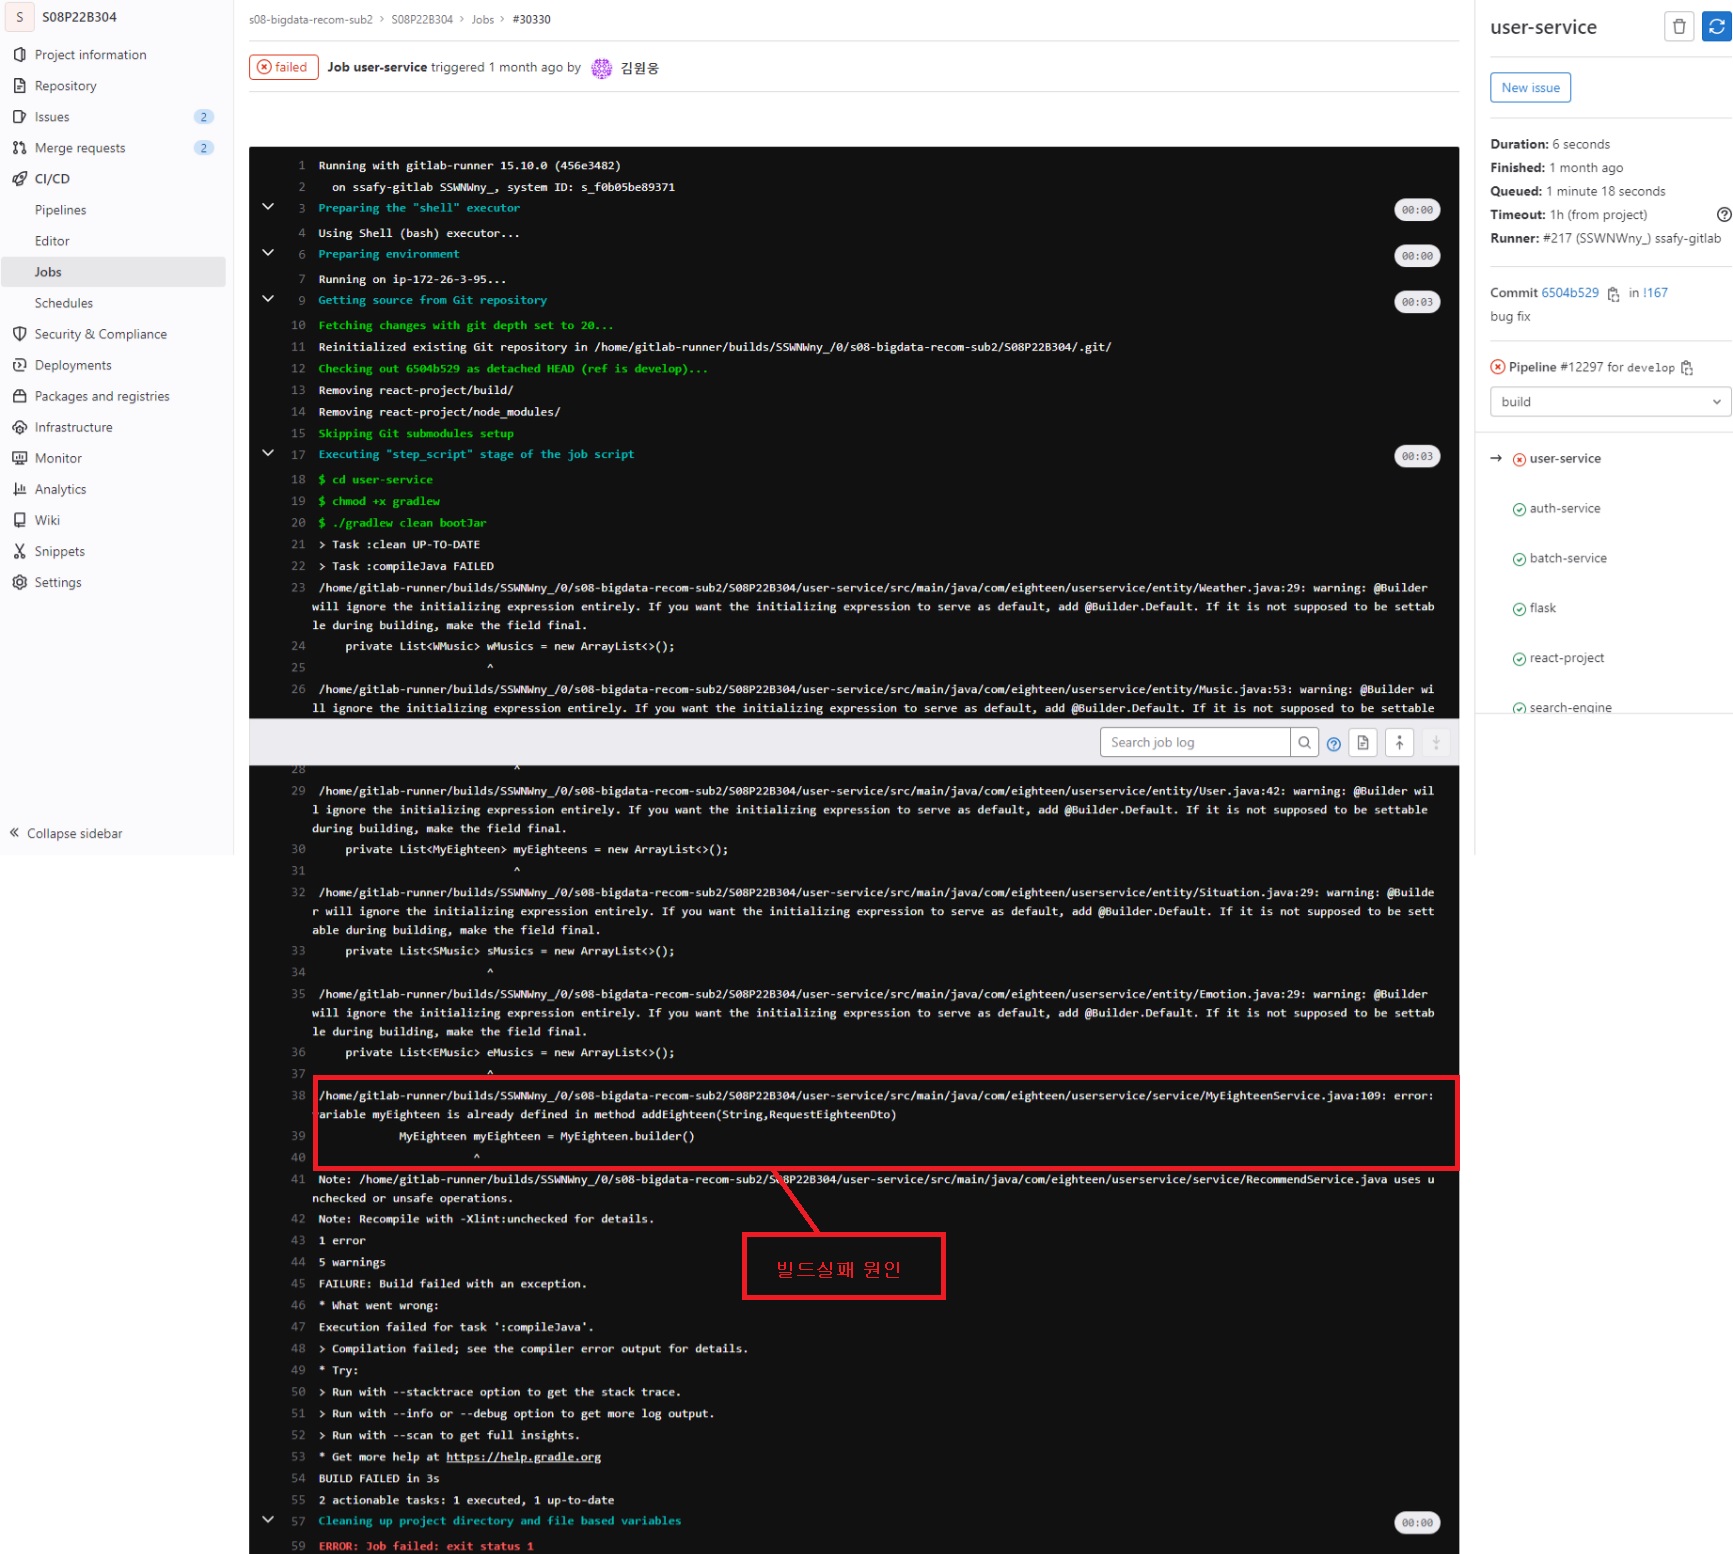 S S08P22B304
Project information
Repository
Issues 2
Merge requests 2
CI/CD
Pipelines
Editor
Jobs
Schedules
Security & Compliance
Deployments
Packages and registries
Infrastructure
Monitor
Analytics
Wiki
Snippets
Settings
Collapse sidebar
s08-bigdata-recom-sub2 > S08P22B304 > Jobs > #30330
failed Job user-service triggered 1 month ago by 김원웅
1 Running with gitlab-runner 15.10.0 (456e3482)
2 on ssafy-gitlab SSWNWny_, system ID: s_f0b05be89371
3 Preparing the "shell" executor 00:00
4 Using Shell (bash) executor...
6 Preparing environment 00:00
7 Running on ip-172-26-3-95...
9 Getting source from Git repository 00:03
10 Fetching changes with git depth set to 20...
11 Reinitialized existing Git repository in /home/gitlab-runner/builds/SSWNWny_/0/s08-bigdata-recom-sub2/S08P22B304/.git/
12 Checking out 6504b529 as detached HEAD (ref is develop)...
13 Removing react-project/build/
14 Removing react-project/node_modules/
15 Skipping Git submodules setup
17 Executing "step_script" stage of the job script 00:03
18 $ cd user-service
19 $ chmod +x gradlew
20 $ ./gradlew clean bootJar
21 > Task :clean UP-TO-DATE
22 > Task :compileJava FAILED
23 /home/gitlab-runner/builds/SSWNWny_/0/s08-bigdata-recom-sub2/S08P22B304/user-service/src/main/java/com/eighteen/userservice/entity/Weather.java:29: warning: @Builder
will ignore the initializing expression entirely. If you want the initializing expression to serve as default, add @Builder.Default. If it is not supposed to be settab
le during building, make the field final.
24 private List<WMusic> wMusics = new ArrayList<>();
25 ^
26 /home/gitlab-runner/builds/SSWNWny_/0/s08-bigdata-recom-sub2/S08P22B304/user-service/src/main/java/com/eighteen/userservice/entity/Music.java:53: warning: @Builder wi
ll ignore the initializing expression entirely. If you want the initializing expression to serve as default, add @Builder.Default. If it is not supposed to be settable
Search job log
28 ^
29 /home/gitlab-runner/builds/SSWNWny_/0/s08-bigdata-recom-sub2/S08P22B304/user-service/src/main/java/com/eighteen/userservice/entity/User.java:42: warning: @Builder wil
l ignore the initializing expression entirely. If you want the initializing expression to serve as default, add @Builder.Default. If it is not supposed to be settable
during building, make the field final.
30 private List<MyEighteen> myEighteens = new ArrayList<>();
31 ^
32 /home/gitlab-runner/builds/SSWNWny_/0/s08-bigdata-recom-sub2/S08P22B304/user-service/src/main/java/com/eighteen/userservice/entity/Situation.java:29: warning: @Builde
r will ignore the initializing expression entirely. If you want the initializing expression to serve as default, add @Builder.Default. If it is not supposed to be sett
able during building, make the field final.
33 private List<SMusic> sMusics = new ArrayList<>();
34 ^
35 /home/gitlab-runner/builds/SSWNWny_/0/s08-bigdata-recom-sub2/S08P22B304/user-service/src/main/java/com/eighteen/userservice/entity/Emotion.java:29: warning: @Builder
will ignore the initializing expression entirely. If you want the initializing expression to serve as default, add @Builder.Default. If it is not supposed to be settab
le during building, make the field final.
36 private List<EMusic> eMusics = new ArrayList<>();
37 ^
38 /home/gitlab-runner/builds/SSWNWny_/0/s08-bigdata-recom-sub2/S08P22B304/user-service/src/main/java/com/eighteen/userservice/service/MyEighteenService.java:109: error:
variable myEighteen is already defined in method addEighteen(String,RequestEighteenDto)
39 MyEighteen myEighteen = MyEighteen.builder()
40 ^
41 Note: /home/gitlab-runner/builds/SSWNWny_/0/s08-bigdata-recom-sub2/S08P22B304/user-service/src/main/java/com/eighteen/userservice/service/RecommendService.java uses u
nchecked or unsafe operations.
42 Note: Recompile with -Xlint:unchecked for details.
43 1 error
44 5 warnings
45 FAILURE: Build failed with an exception.
46 * What went wrong:
47 Execution failed for task ':compileJava'.
48 > Compilation failed; see the compiler error output for details.
49 * Try:
50 > Run with --stacktrace option to get the stack trace.
51 > Run with --info or --debug option to get more log output.
52 > Run with --scan to get full insights.
53 * Get more help at https://help.gradle.org
54 BUILD FAILED in 3s
55 2 actionable tasks: 1 executed, 1 up-to-date
57 Cleaning up project directory and file based variables 00:00
59 ERROR: Job failed: exit status 1
빌드실패 원인
user-service
New issue
Duration: 6 seconds
Finished: 1 month ago
Queued: 1 minute 18 seconds
Timeout: 1h (from project)
Runner: #217 (SSWNWny_) ssafy-gitlab
Commit 6504b529 in !167
bug fix
Pipeline #12297 for develop
build
→ user-service
auth-service
batch-service
flask
react-project
search-engine